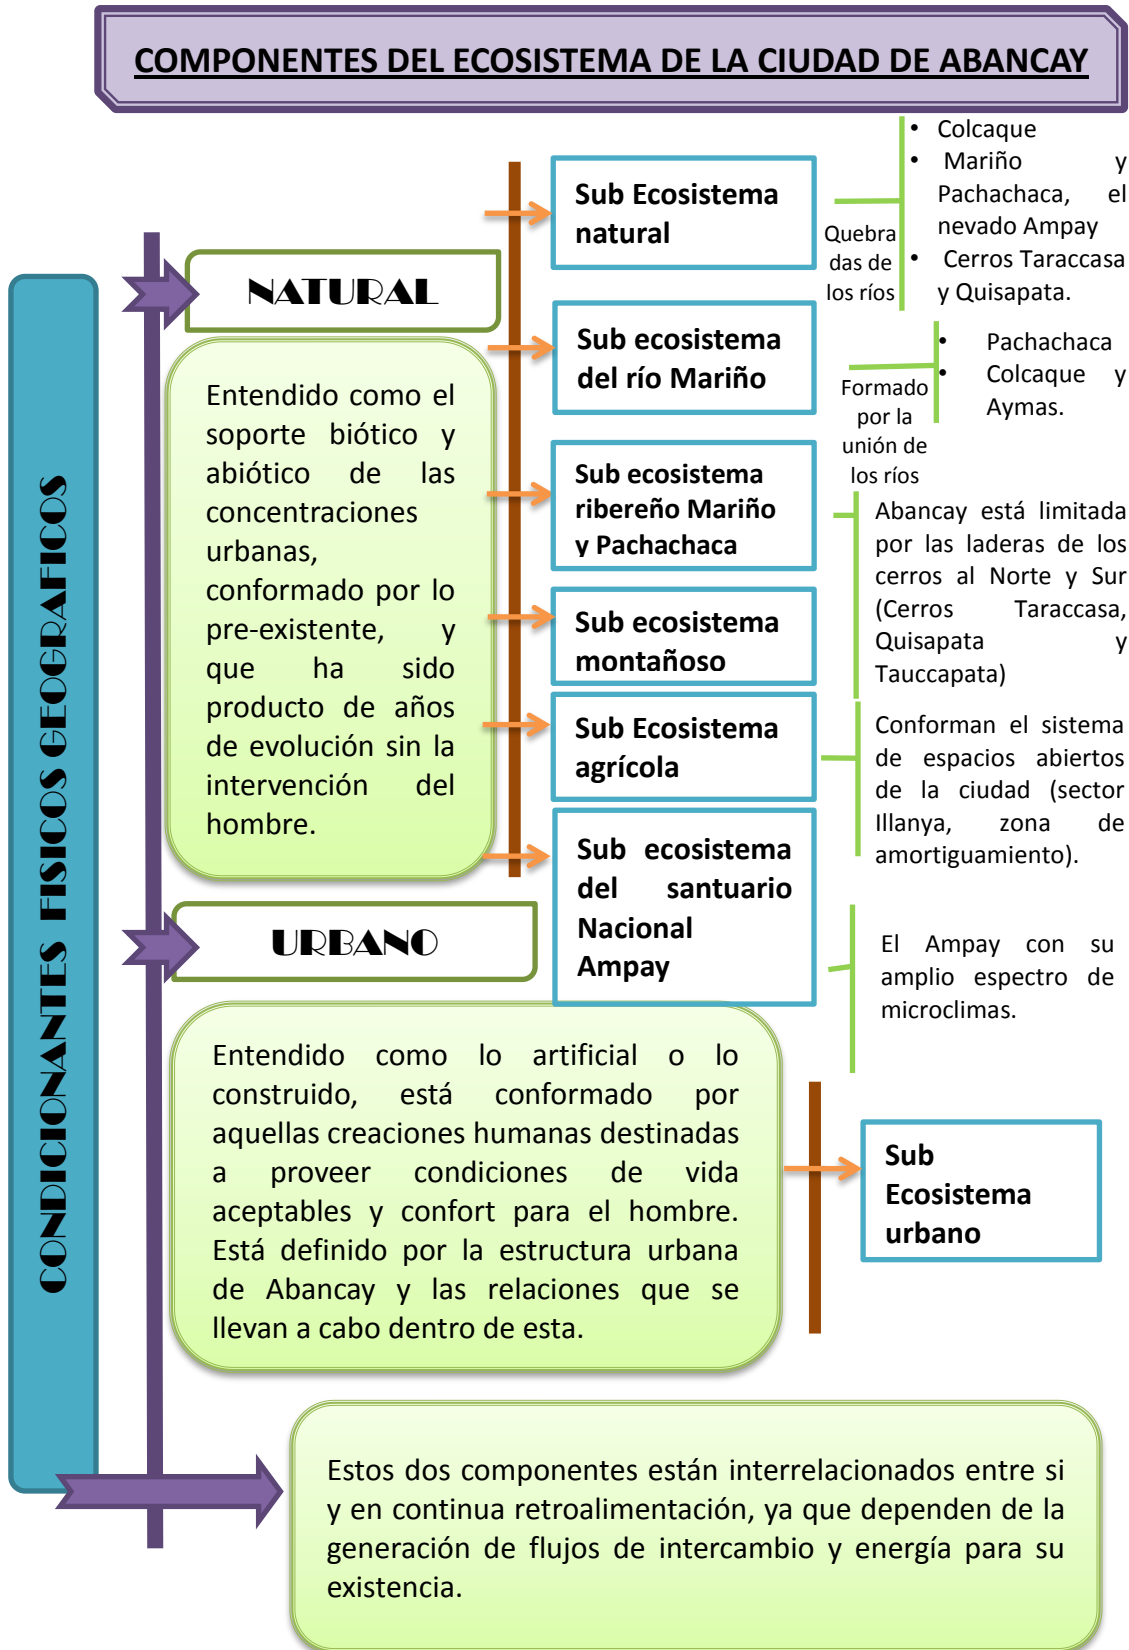 COMPONENTES DEL ECOSISTEMA DE LA CIUDAD DE ABANCAY
CONDICIONANTES FISICOS GEOGRAFICOS
NATURAL
Entendido como el
soporte biótico y
abiótico de las
concentraciones
urbanas,
conformado por lo
pre-existente, y
que ha sido
producto de años
de evolución sin la
intervención del
hombre.
Sub Ecosistema
natural
Quebra
das de
los ríos
• Colcaque
• Mariño y
Pachachaca, el
nevado Ampay
• Cerros Taraccasa
y Quisapata.
Sub ecosistema
del río Mariño
Formado
por la
unión de
los ríos
• Pachachaca
• Colcaque y
Aymas.
Sub ecosistema
ribereño Mariño
y Pachachaca
Abancay está limitada
por las laderas de los
cerros al Norte y Sur
(Cerros Taraccasa,
Quisapata y
Tauccapata)
Sub ecosistema
montañoso
Sub Ecosistema
agrícola
Conforman el sistema
de espacios abiertos
de la ciudad (sector
Illanya, zona de
amortiguamiento).
Sub ecosistema
del santuario
Nacional
Ampay
El Ampay con su
amplio espectro de
microclimas.
URBANO
Entendido como lo artificial o lo
construido, está conformado por
aquellas creaciones humanas destinadas
a proveer condiciones de vida
aceptables y confort para el hombre.
Está definido por la estructura urbana
de Abancay y las relaciones que se
llevan a cabo dentro de esta.
Sub
Ecosistema
urbano
Estos dos componentes están interrelacionados entre si
y en continua retroalimentación, ya que dependen de la
generación de flujos de intercambio y energía para su
existencia.